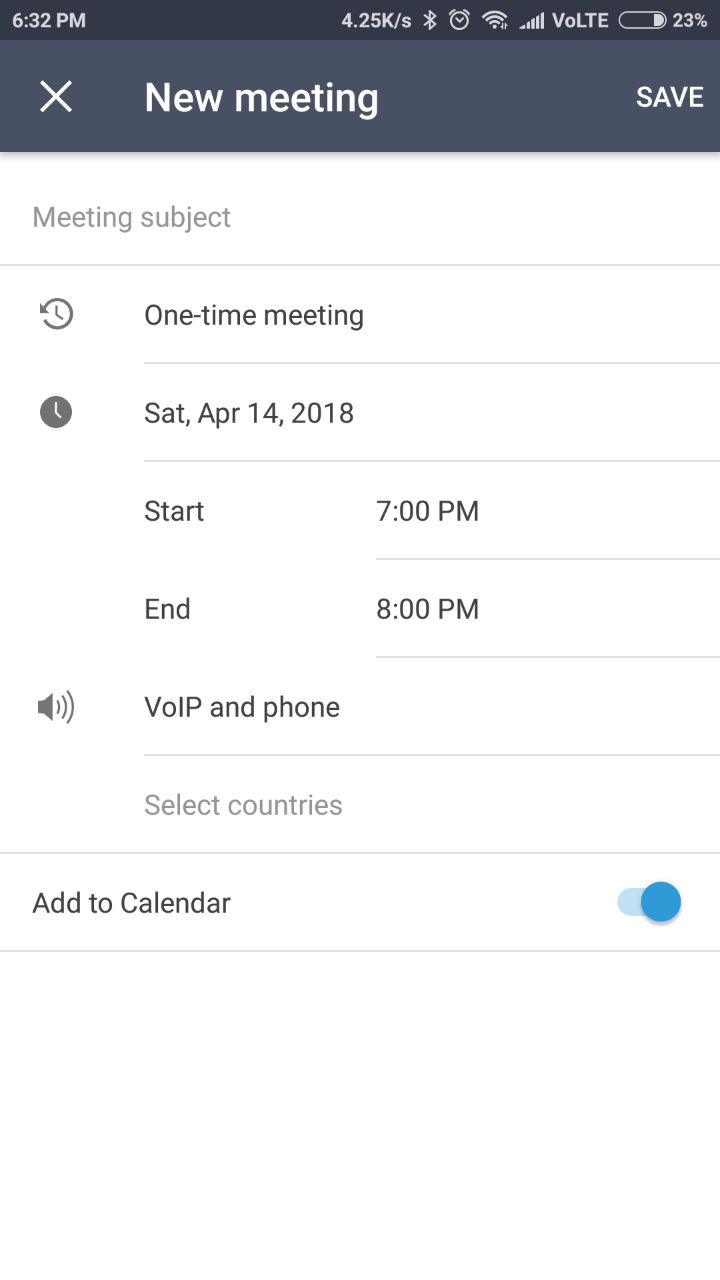 6:32 PM 4.25K/s VoLTE 23%
New meeting SAVE
Meeting subject
One-time meeting
Sat, Apr 14, 2018
Start 7:00 PM
End 8:00 PM
VoIP and phone
Select countries
Add to Calendar